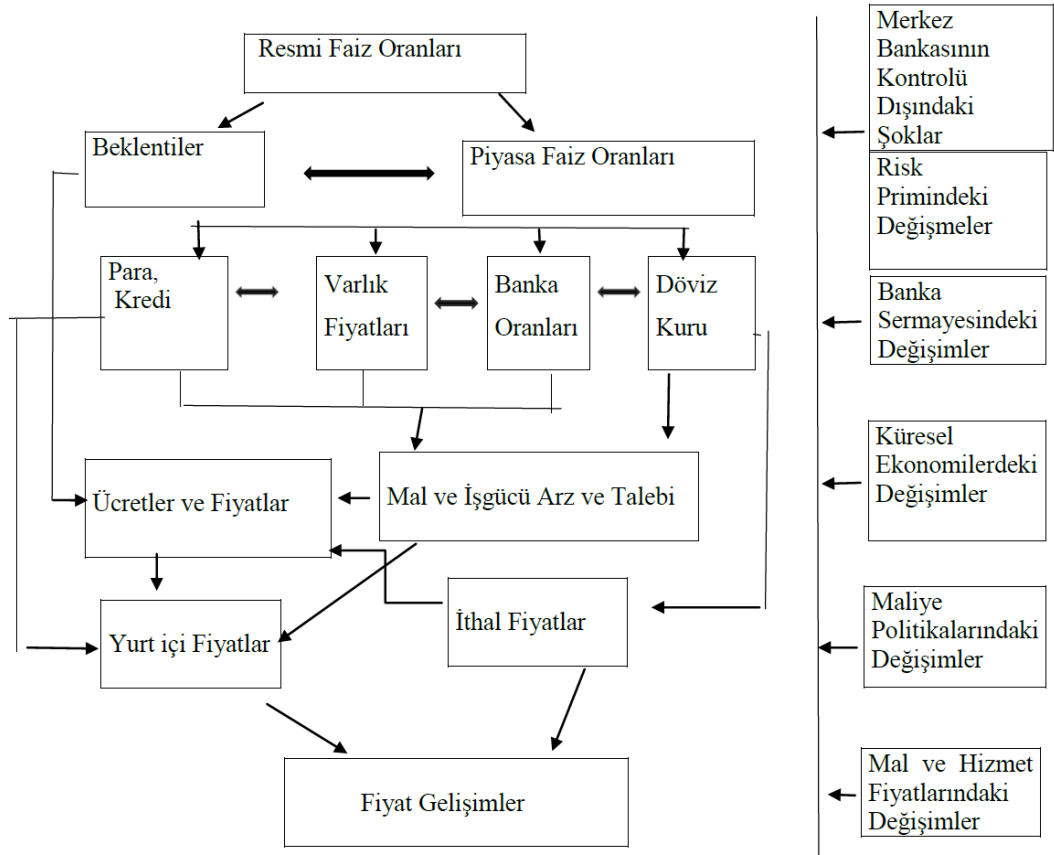 Resmi Faiz Oranları
Beklentiler
Piyasa Faiz Oranları
Para,
Kredi
Varlık
Fiyatları
Banka
Oranları
Döviz
Kuru
Ücretler ve Fiyatlar
Mal ve İşgücü Arz ve Talebi
Yurt içi Fiyatlar
İthal Fiyatlar
Fiyat Gelişimler
Merkez
Bankasının
Kontrolü
Dışındaki
Şoklar
Risk
Primindeki
Değişmeler
Banka
Sermayesindeki
Değişimler
Küresel
Ekonomilerdeki
Değişimler
Maliye
Politikalarındaki
Değişimler
Mal ve Hizmet
Fiyatlarındaki
Değişimler